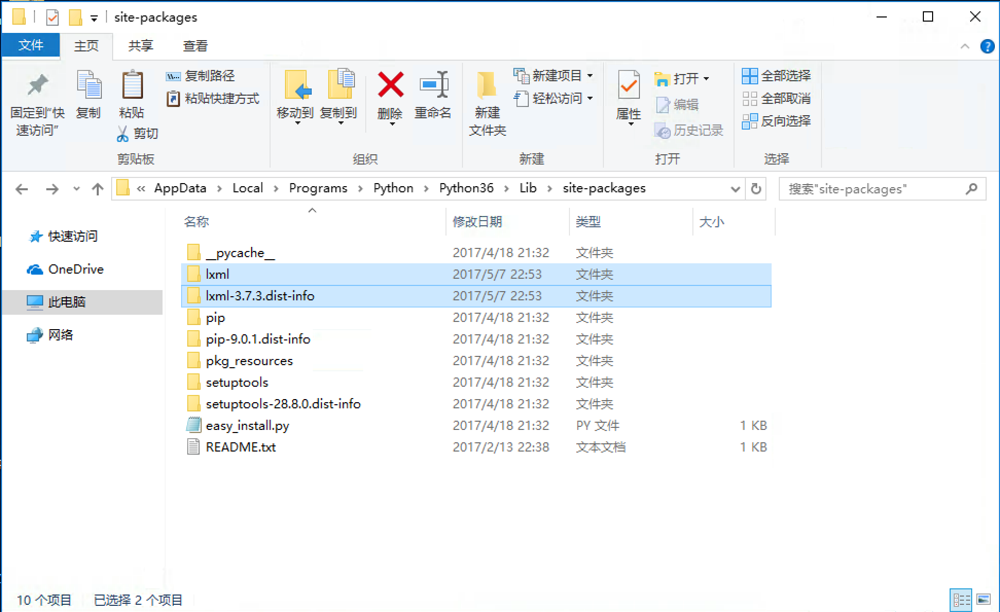 site-packages
文件 主页 共享 查看
固定到“快速访问”
复制
粘贴
复制路径
粘贴快捷方式
剪切
剪贴板
移动到
复制到
删除
重命名
组织
新建
文件夹
新建项目
轻松访问
新建
属性
打开
编辑
历史记录
打开
全部选择
全部取消
反向选择
选择
« AppData › Local › Programs › Python › Python36 › Lib › site-packages
搜索"site-packages"
快速访问
OneDrive
此电脑
网络
名称 修改日期 类型 大小
__pycache__ 2017/4/18 21:32 文件夹
lxml 2017/5/7 22:53 文件夹
lxml-3.7.3.dist-info 2017/5/7 22:53 文件夹
pip 2017/4/18 21:32 文件夹
pip-9.0.1.dist-info 2017/4/18 21:32 文件夹
pkg_resources 2017/4/18 21:32 文件夹
setuptools 2017/4/18 21:32 文件夹
setuptools-28.8.0.dist-info 2017/4/18 21:32 文件夹
easy_install.py 2017/4/18 21:32 PY 文件 1 KB
README.txt 2017/2/13 22:38 文本文档 1 KB
10 个项目 已选择 2 个项目